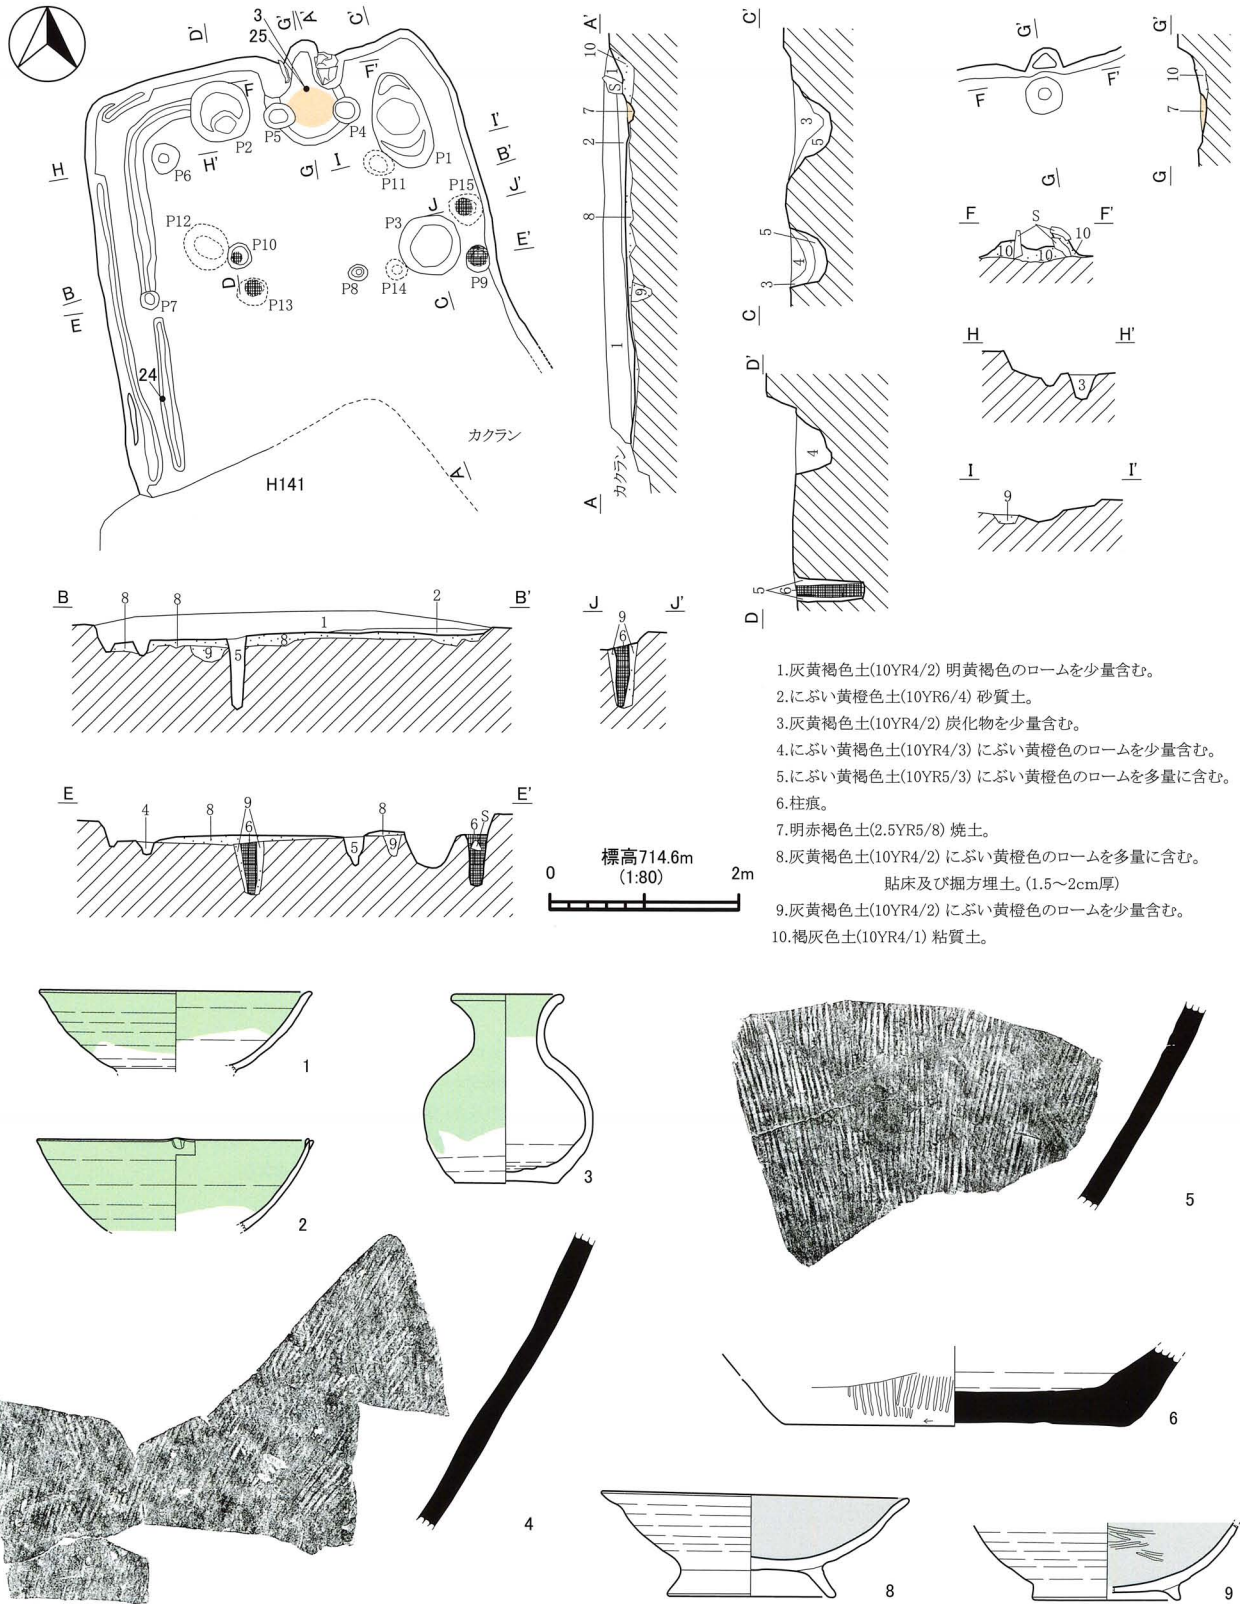 3
25
D'
G'
A'
C'
F
F'
P5
P4
P2
H'
P1
G
I
I'
B'
J'
E'
H
P6
P11
P15
P12
P3
J
P10
D
P13
P8
P14
C
P9
B
E
P7
24
カクラン
A
H141
A'
10
S
7
2
8
9
1
カクラン
A
C'
3
5
5
4
3
C
D'
4
5
6
D
G'
F
F'
G
G'
10
7
G
F
S
F'
10
10
10
H
H'
3
I
I'
9
B
8
8
1
2
B'
9
5
8
J
9
6
J'
E
4
8
9
6
8
5
9
6
S
E'
標高714.6m
0
(1:80)
2m
1.灰黄褐色土(10YR4/2) 明黄褐色のロームを少量含む。
2.にぶい黄橙色土(10YR6/4) 砂質土。
3.灰黄褐色土(10YR4/2) 炭化物を少量含む。
4.にぶい黄褐色土(10YR4/3) にぶい黄橙色のロームを少量含む。
5.にぶい黄褐色土(10YR5/3) にぶい黄橙色のロームを多量に含む。
6.柱痕。
7.明赤褐色土(2.5YR5/8) 焼土。
8.灰黄褐色土(10YR4/2) にぶい黄橙色のロームを多量に含む。
貼床及び掘方埋土。(1.5～2cm厚)
9.灰黄褐色土(10YR4/2) にぶい黄橙色のロームを少量含む。
10.褐灰色土(10YR4/1) 粘質土。
1
2
3
5
4
6
8
9